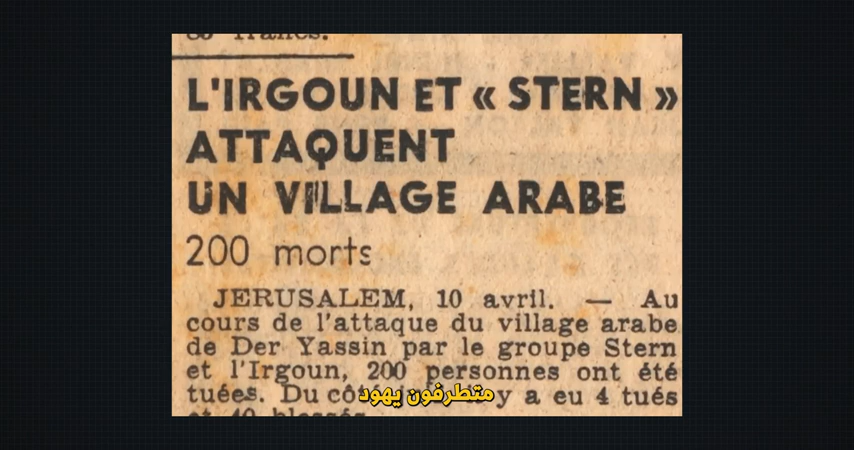 L'IRGOUN ET « STERN »
ATTAQUENT
UN VILLAGE ARABE
200 morts
JERUSALEM, 10 avril. — Au
cours de l'attaque du village arabe
de Der Yassin par le groupe Stern
et l'Irgoun, 200 personnes ont été
tuées. Du y a eu 4 tués
متطرفون يهود